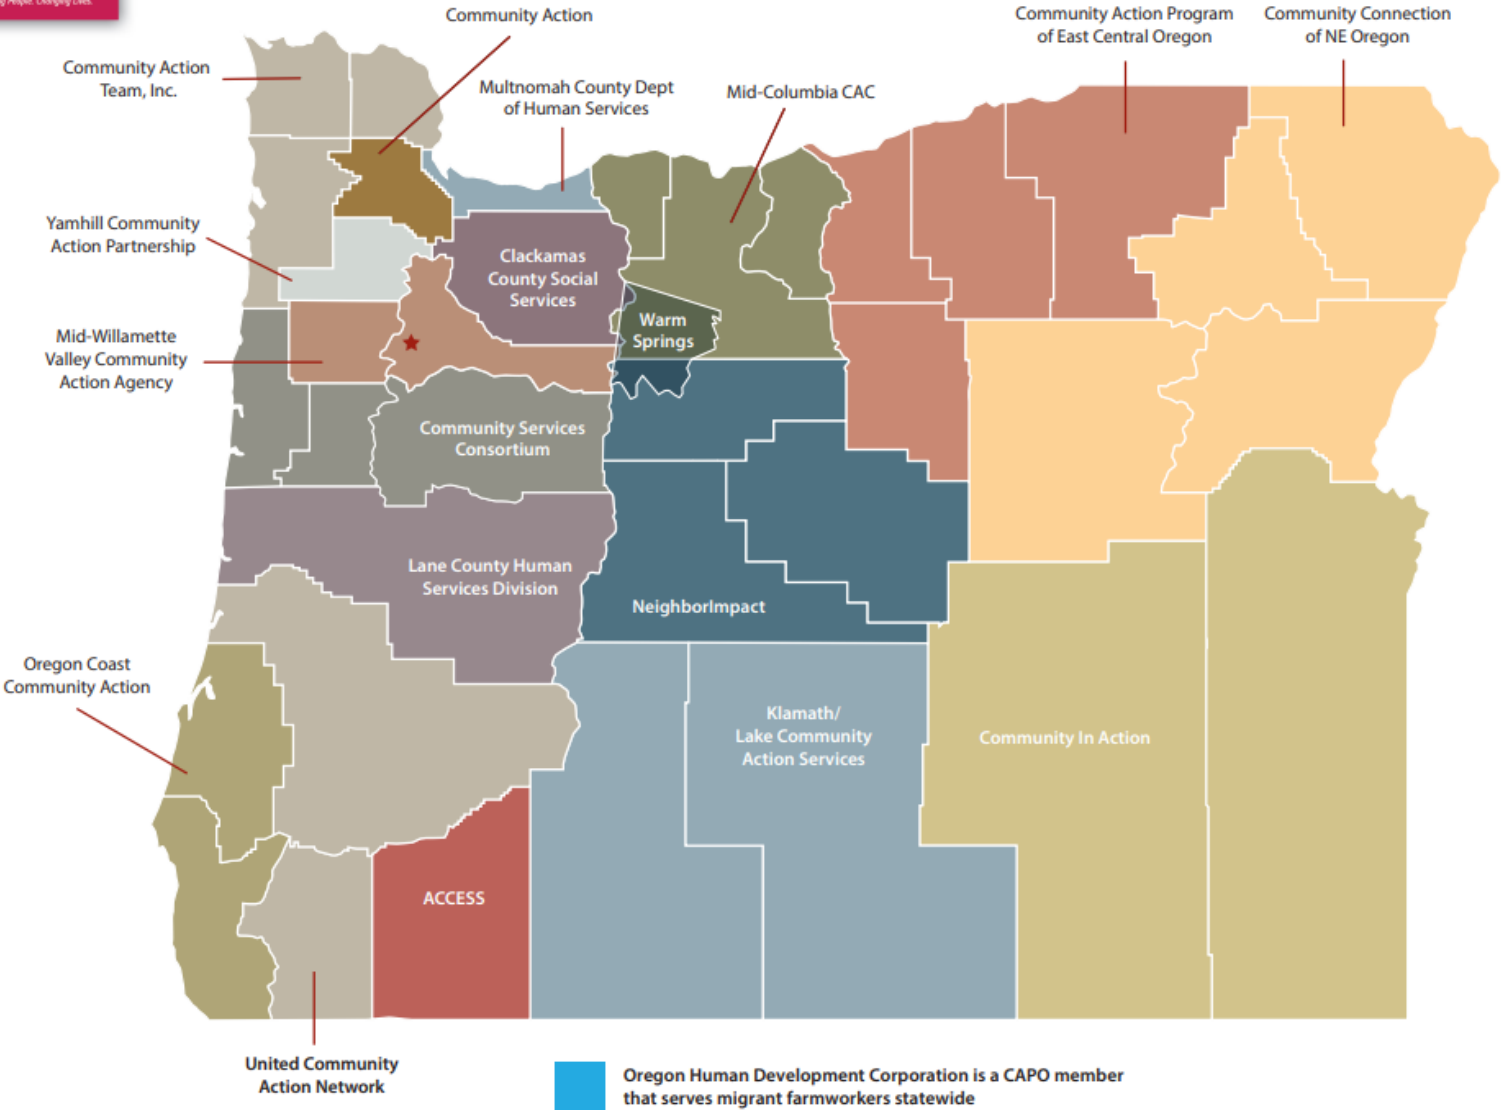 ng People. Changing Lives.
Community Action
Community Action Program
of East Central Oregon
Community Connection
of NE Oregon
Community Action
Team, Inc.
Multnomah County Dept
of Human Services
Mid-Columbia CAC
Yamhill Community
Action Partnership
Clackamas
County Social
Services
Warm
Springs
Mid-Willamette
Valley Community
Action Agency
Community Services
Consortium
Lane County Human
Services Division
NeighborImpact
Oregon Coast
Community Action
Klamath/
Lake Community
Action Services
Community In Action
ACCESS
United Community
Action Network
Oregon Human Development Corporation is a CAPO member
that serves migrant farmworkers statewide